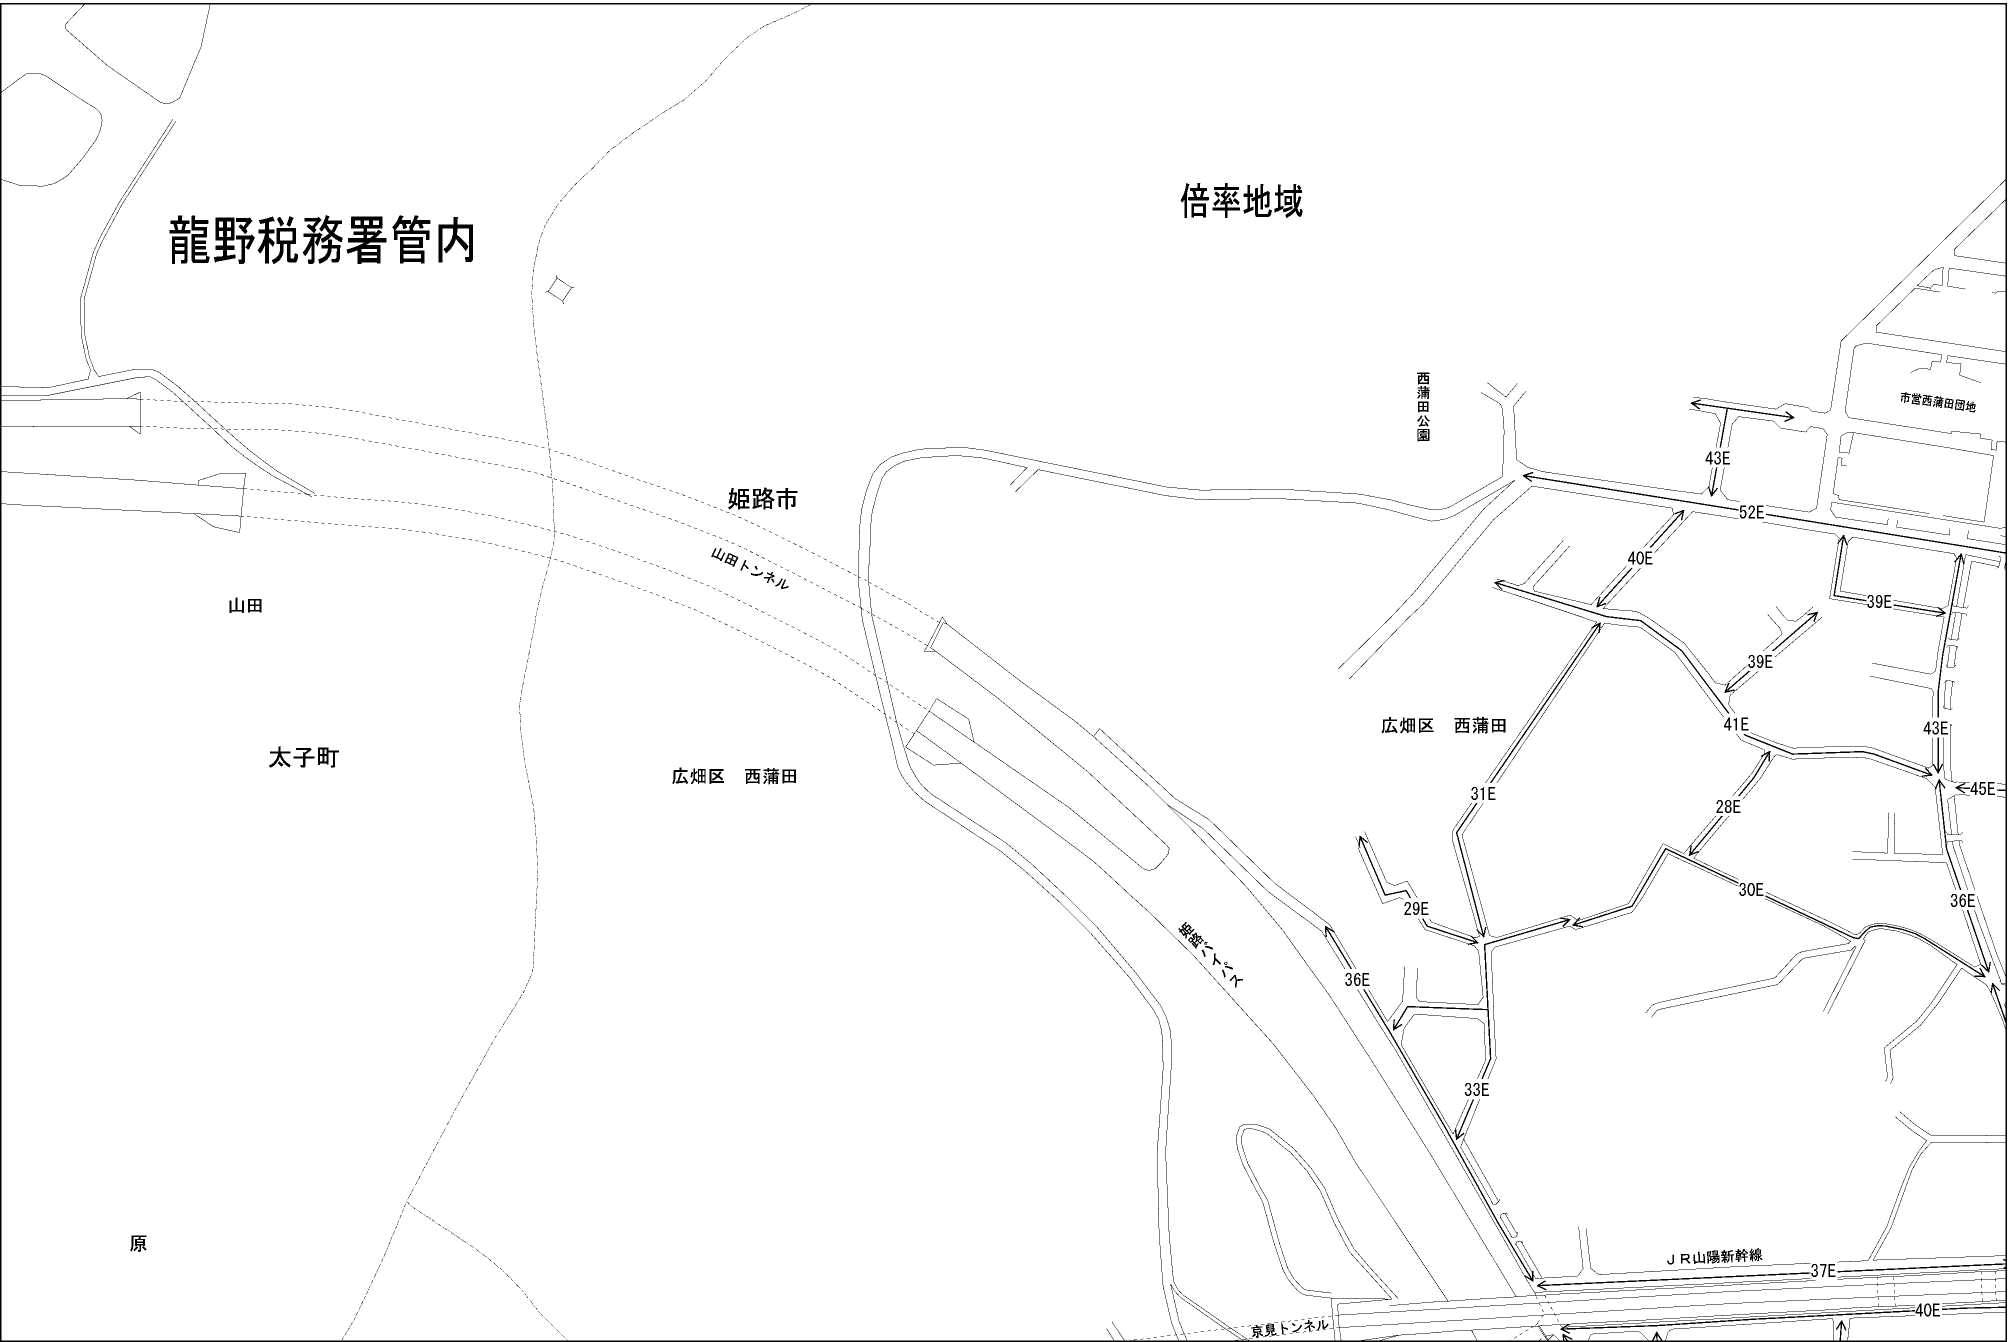 倍率地域
龍野税務署管内
西蒲田公園
市営西蒲田団地
43E
姫路市
52E
山田トンネル
40E
山田
39E
39E
広畑区　西蒲田
41E
43E
太子町
広畑区　西蒲田
45E
31E
28E
30E
36E
29E
姫路バイパス
36E
33E
原
ＪＲ山陽新幹線
37E
40E
京見トンネル